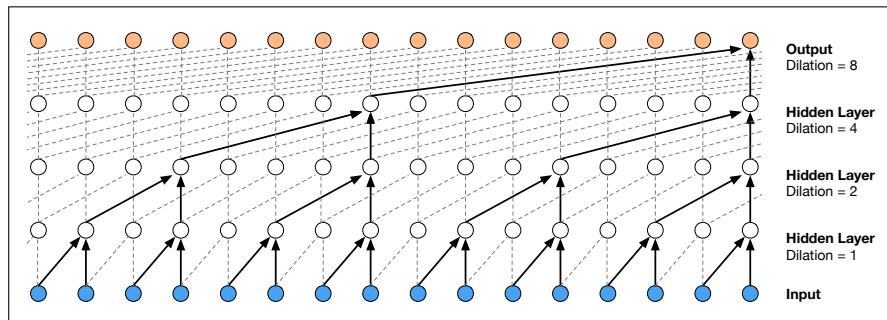 Output
Dilation = 8
Hidden Layer
Dilation = 4
Hidden Layer
Dilation = 2
Hidden Layer
Dilation = 1
Input